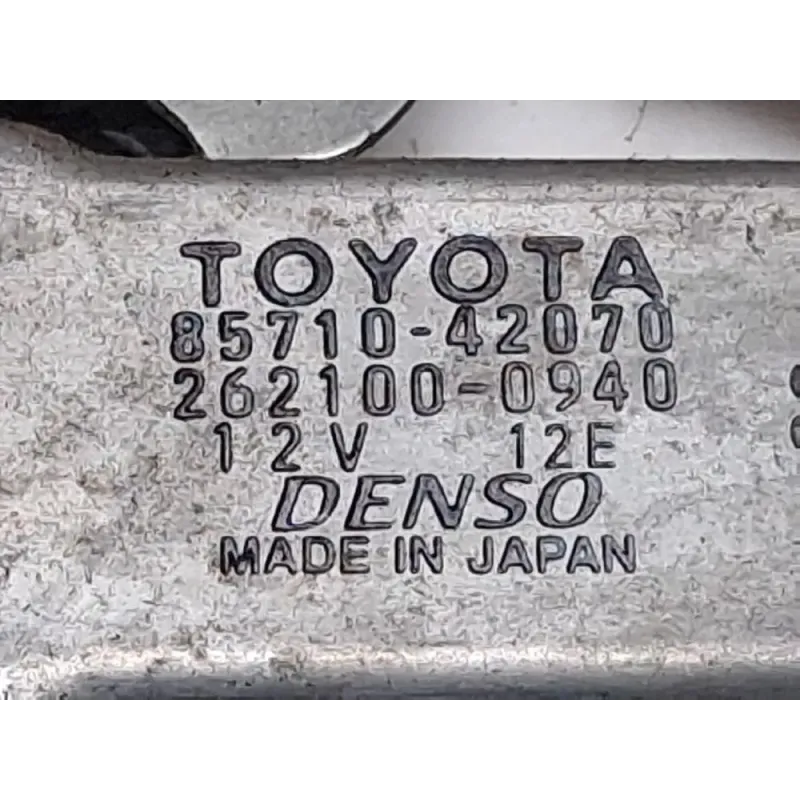 TOYOTA
85710-42070
262100-0940
12V 12E
DENSO
MADE IN JAPAN